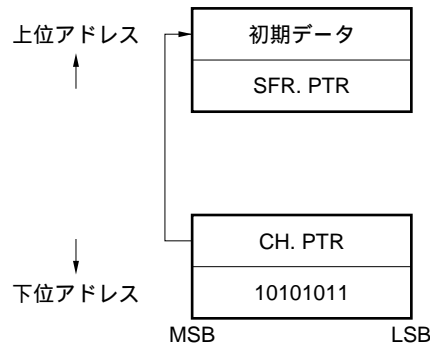 上位アドレス
初期データ
SFR. PTR
CH. PTR
下位アドレス
10101011
MSB
LSB